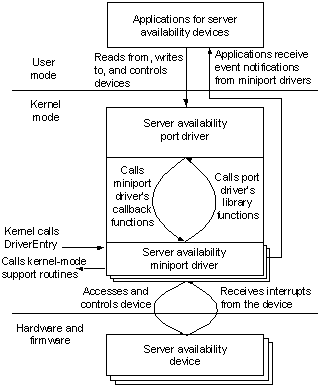 Applications for server
availability devices
Reads from, writes
to, and controls
devices
Applications receive
event notifications
from miniport drivers
User
mode
Kernel
mode
Server availability
port driver
Calls
miniport
driver's
callback
functions
Calls port
driver's
library
functions
Kernel calls
DriverEntry
Calls kernel-mode
support routines
Server availability
miniport driver
Accesses and
controls device
Receives interrupts
from the device
Hardware and
firmware
Server availability
device